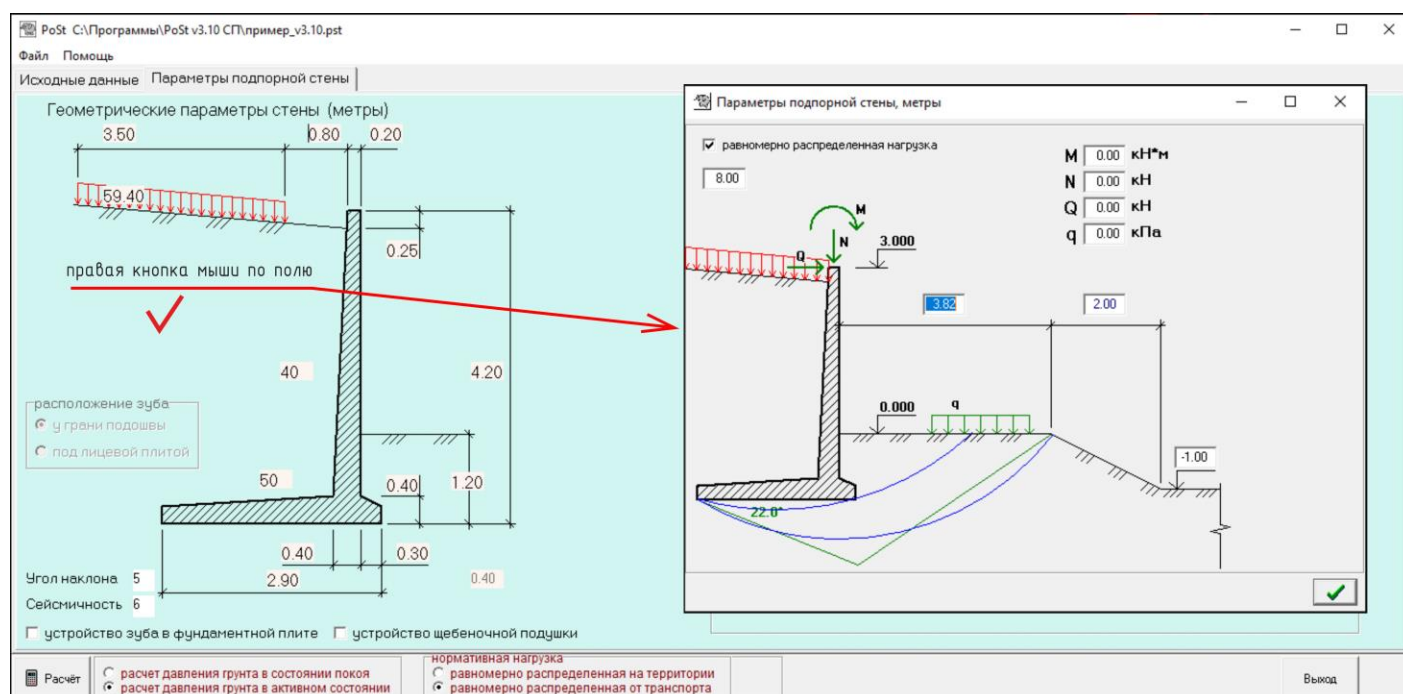 PoSt C:\Программы\PoSt v3.10 СП\пример_v3.10.pst
Файл Помощь
Исходные данные Параметры подпорной стены
Геометрические параметры стены (метры)
3.50 0.80 0.20
59.40
0.25
правая кнопка мыши по полю
40
4.20
расположение зуба
у грани подошвы
под лицевой плитой
50
0.40
1.20
0.40
0.30
2.90
0.40
Угол наклона 5
Сейсмичность 6
устройство зуба в фундаментной плите устройство щебеночной подушки
Параметры подпорной стены, метры
равномерно распределенная нагрузка
8.00
M 0.00 кН*м
N 0.00 кН
Q 0.00 кН
q 0.00 кПа
M
N
Q
3.000
3.82
2.00
0.000
q
-1.00
22.0°
Расчёт
расчет давления грунта в состоянии покоя
расчет давления грунта в активном состоянии
нормативная нагрузка
равномерно распределенная на территории
равномерно распределенная от транспорта
Выход